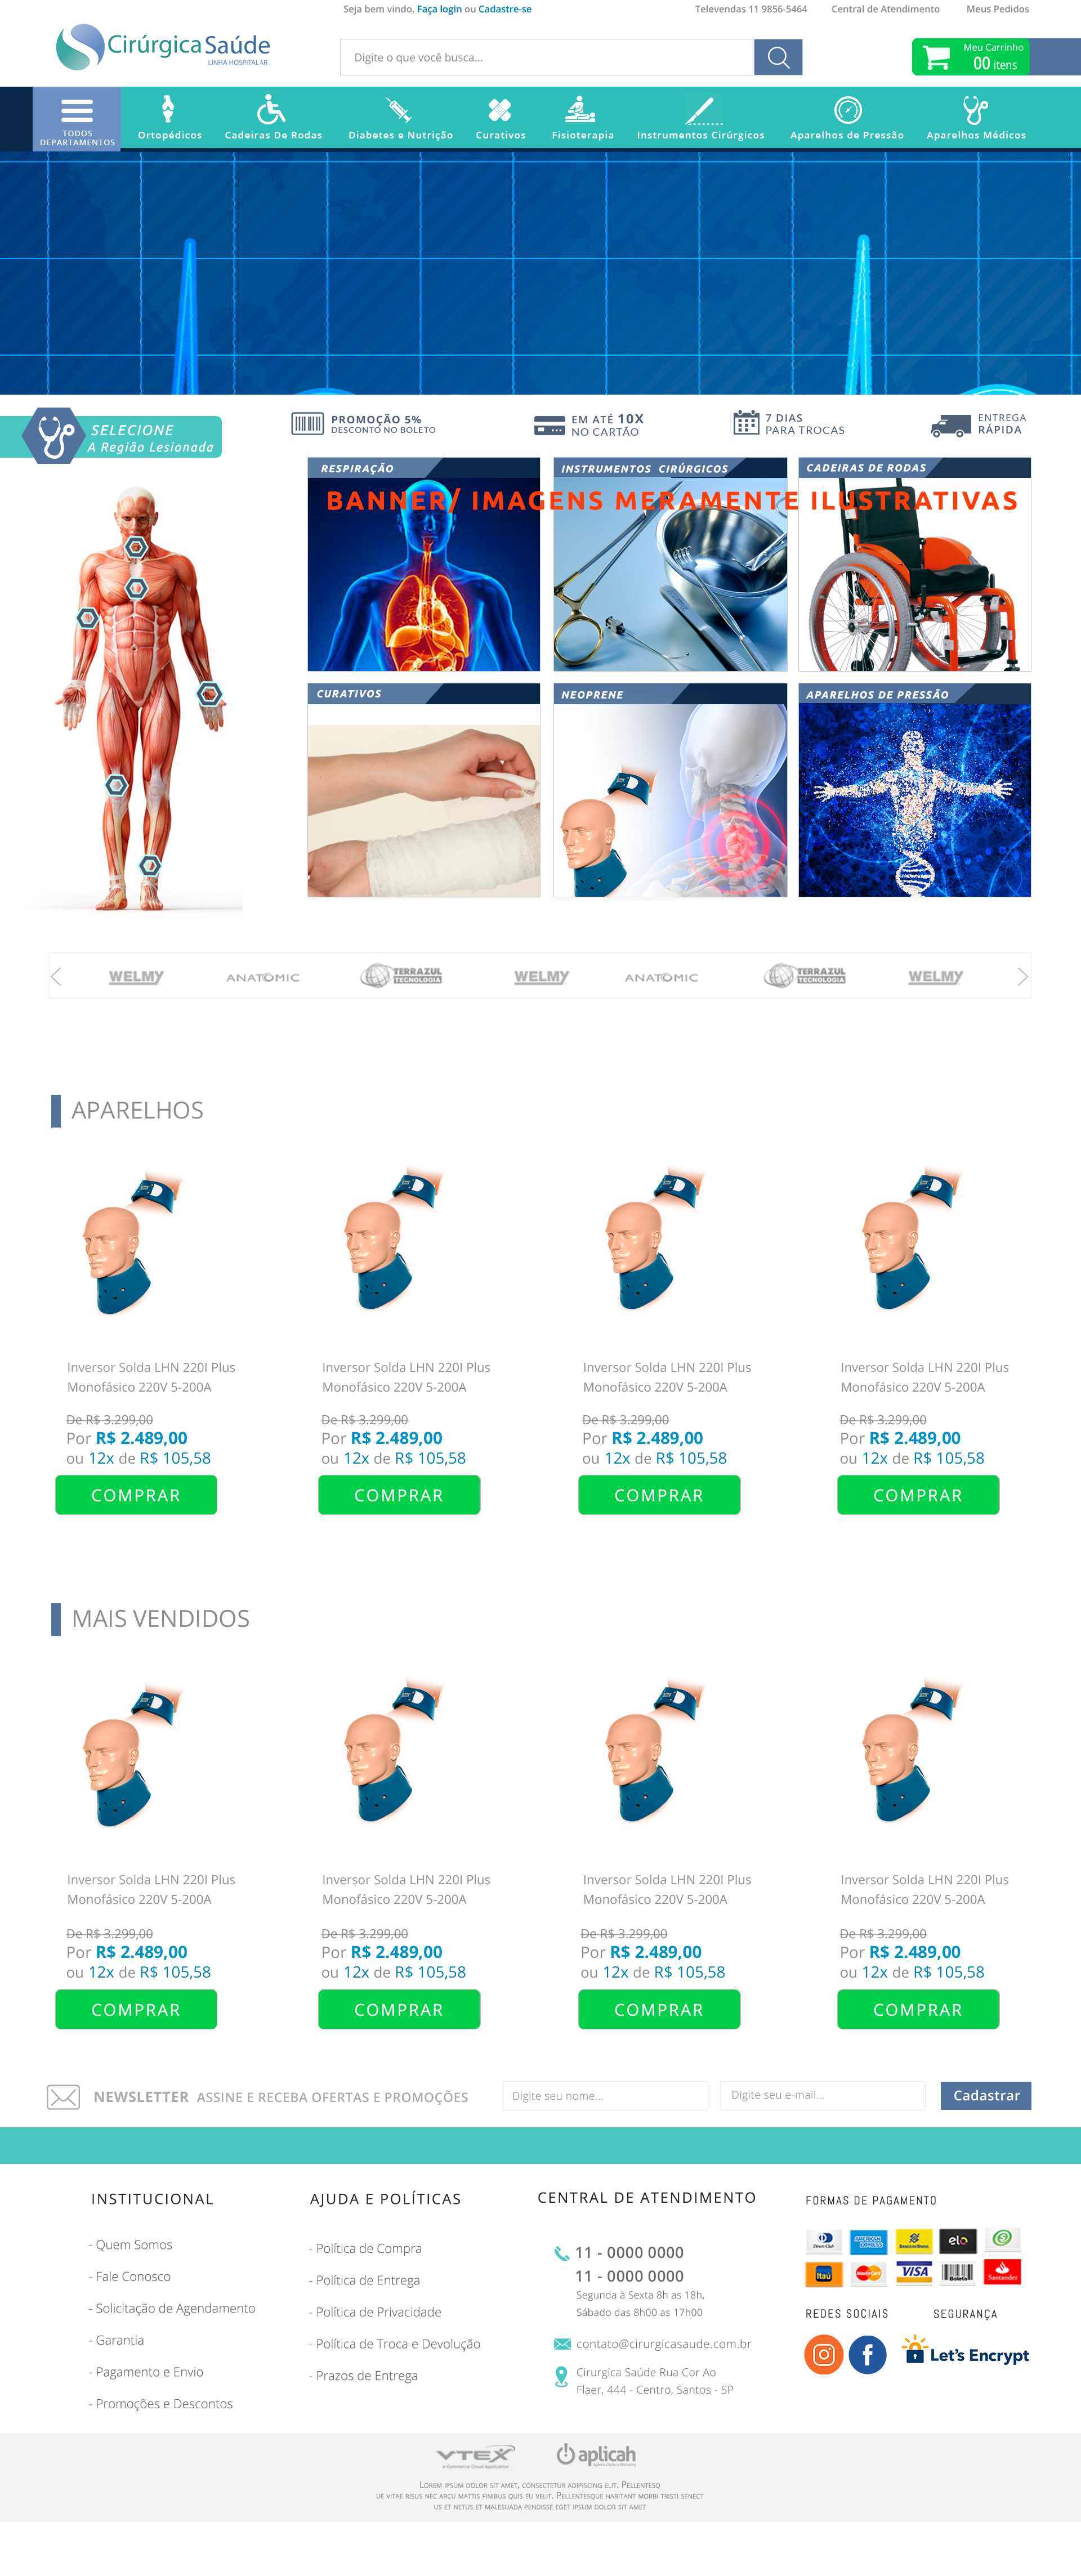 Seja bem vindo, Faça login ou Cadastre-se
Televendas 11 9856-5464
Central de Atendimento
Meus Pedidos
Cirúrgica Saúde
LINHA HOSPITALAR
Digite o que você busca...
Meu Carrinho
00 itens
TODOS
DEPARTAMENTOS
Ortopédicos
Cadeiras De Rodas
Diabetes e Nutrição
Curativos
Fisioterapia
Instrumentos Cirúrgicos
Aparelhos de Pressão
Aparelhos Médicos
SELECIONE
A Região Lesionada
PROMOÇÃO 5%
DESCONTO NO BOLETO
EM ATÉ 10X
NO CARTÃO
7 DIAS
PARA TROCAS
ENTREGA
RÁPIDA
RESPIRAÇÃO
INSTRUMENTOS CIRÚRGICOS
CADEIRAS DE RODAS
BANNER/ IMAGENS MERAMENTE ILUSTRATIVAS
CURATIVOS
NEOPRENE
APARELHOS DE PRESSÃO
WELMY
ANATOMIC
TERRAZUL
TECNOLOGIA
WELMY
ANATOMIC
TERRAZUL
TECNOLOGIA
WELMY
APARELHOS
Inversor Solda LHN 220I Plus
Monofásico 220V 5-200A
De R$ 3.299,00
Por R$ 2.489,00
ou 12x de R$ 105,58
COMPRAR
Inversor Solda LHN 220I Plus
Monofásico 220V 5-200A
De R$ 3.299,00
Por R$ 2.489,00
ou 12x de R$ 105,58
COMPRAR
Inversor Solda LHN 220I Plus
Monofásico 220V 5-200A
De R$ 3.299,00
Por R$ 2.489,00
ou 12x de R$ 105,58
COMPRAR
Inversor Solda LHN 220I Plus
Monofásico 220V 5-200A
De R$ 3.299,00
Por R$ 2.489,00
ou 12x de R$ 105,58
COMPRAR
MAIS VENDIDOS
Inversor Solda LHN 220I Plus
Monofásico 220V 5-200A
De R$ 3.299,00
Por R$ 2.489,00
ou 12x de R$ 105,58
COMPRAR
Inversor Solda LHN 220I Plus
Monofásico 220V 5-200A
De R$ 3.299,00
Por R$ 2.489,00
ou 12x de R$ 105,58
COMPRAR
Inversor Solda LHN 220I Plus
Monofásico 220V 5-200A
De R$ 3.299,00
Por R$ 2.489,00
ou 12x de R$ 105,58
COMPRAR
Inversor Solda LHN 220I Plus
Monofásico 220V 5-200A
De R$ 3.299,00
Por R$ 2.489,00
ou 12x de R$ 105,58
COMPRAR
NEWSLETTER ASSINE E RECEBA OFERTAS E PROMOÇÕES
Digite seu nome...
Digite seu e-mail...
Cadastrar
INSTITUCIONAL
- Quem Somos
- Fale Conosco
- Solicitação de Agendamento
- Garantia
- Pagamento e Envio
- Promoções e Descontos
AJUDA E POLÍTICAS
- Política de Compra
- Política de Entrega
- Política de Privacidade
- Política de Troca e Devolução
- Prazos de Entrega
CENTRAL DE ATENDIMENTO
11 - 0000 0000
11 - 0000 0000
Segunda à Sexta 8h as 18h,
Sábado das 8h00 as 17h00
contato@cirurgicasaude.com.br
Cirurgica Saúde Rua Cor Ao
Flaer, 444 - Centro, Santos - SP
FORMAS DE PAGAMENTO
Diners Club
AMERICAN EXPRESS
BANCO DO BRASIL
elo
Itaú
MasterCard
VISA
Boleto
Santander
REDES SOCIAIS
SEGURANÇA
Let's Encrypt
VTEX
e-Commerce Cloud Application
aplicah
LOREM IPSUM DOLOR SIT AMET, CONSECTETUR ADIPISCING ELIT. PELLENTESQ
UE VITAE RISUS NEC ARCU MATTIS FINIBUS QUIS EU VELIT. PELLENTESQUE HABITANT MORBI TRISTI SENECT
US ET NETUS ET MALESUADA PENDISSE EGET IPSUM DOLOR SIT AMET